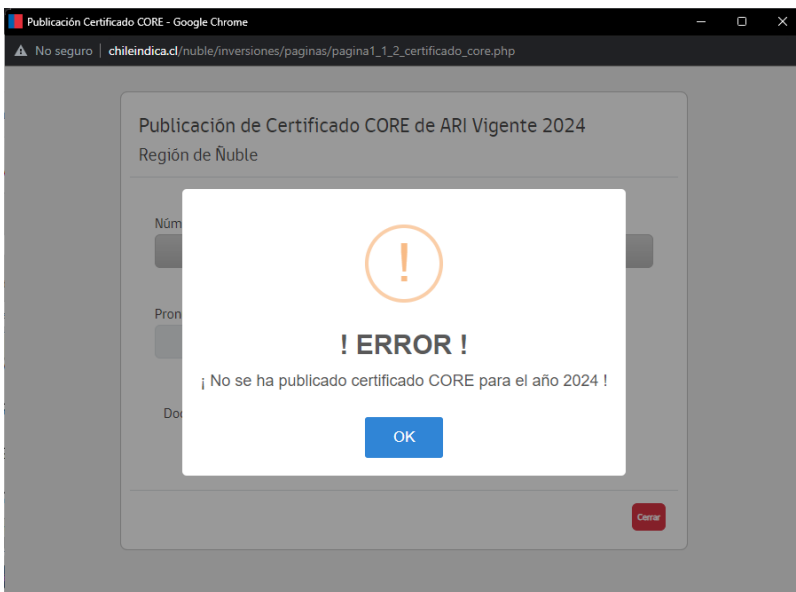 Publicación Certificado CORE - Google Chrome
No seguro | chileindica.cl/nuble/inversiones/paginas/pagina1_1_2_certificado_core.php
Publicación de Certificado CORE de ARI Vigente 2024
Región de Ñuble
Núm
!
Pron
! ERROR !
¡ No se ha publicado certificado CORE para el año 2024 !
Doc
OK
Cerrar